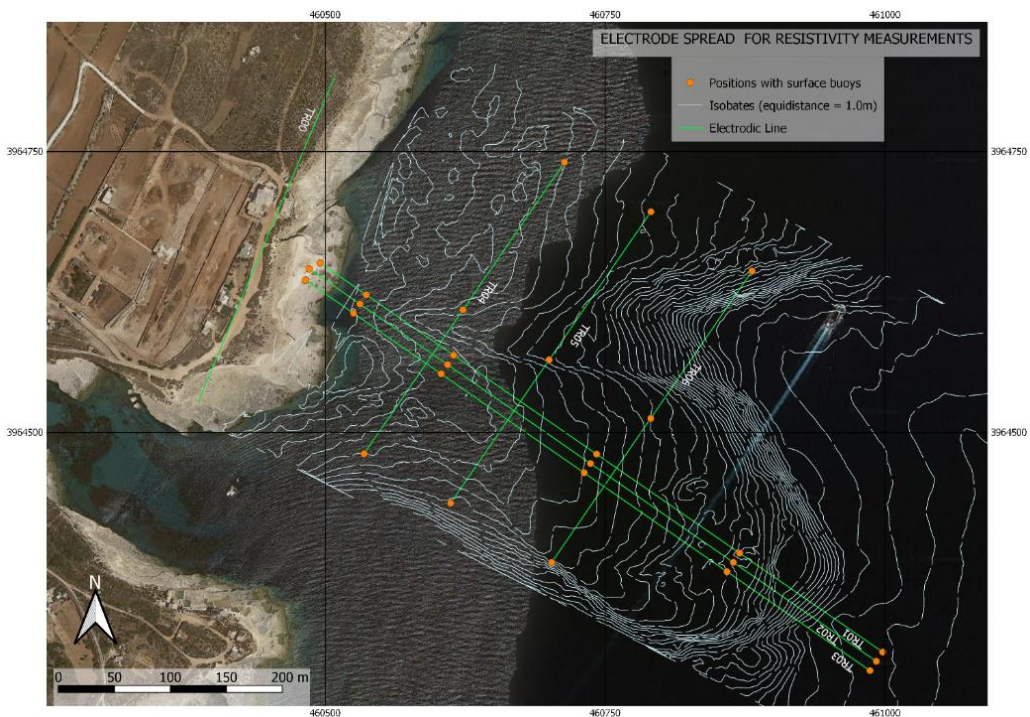 460500
460750
461000
ELECTRODE SPREAD FOR RESISTIVITY MEASUREMENTS
Positions with surface buoys
Isobates (equidistance = 1.0m)
Electrodic Line
3964750
3964750
TR00
TR04
TR05
TR06
3964500
3964500
TR01
TR02
TR03
N
0 50 100 150 200 m
460500
460750
461000